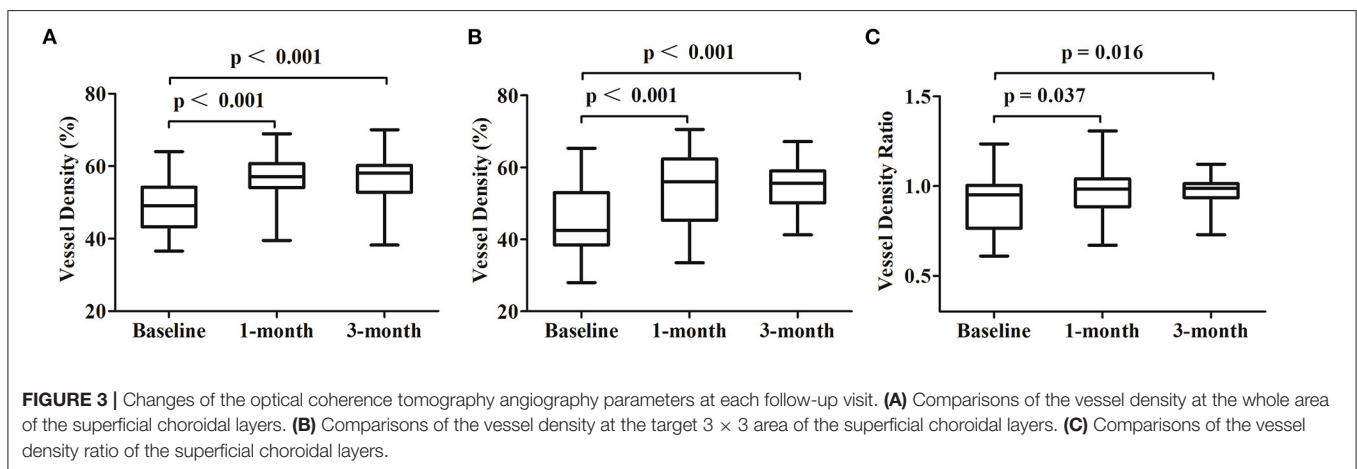 A
p < 0.001
p < 0.001
Vessel Density (%)
80
60
40
20
Baseline 1-month 3-month
B
p < 0.001
p < 0.001
Vessel Density (%)
80
60
40
20
Baseline 1-month 3-month
C
p = 0.016
p = 0.037
Vessel Density Ratio
1.5
1.0
0.5
Baseline 1-month 3-month
FIGURE 3 | Changes of the optical coherence tomography angiography parameters at each follow-up visit. (A) Comparisons of the vessel density at the whole area
of the superficial choroidal layers. (B) Comparisons of the vessel density at the target 3 × 3 area of the superficial choroidal layers. (C) Comparisons of the vessel
density ratio of the superficial choroidal layers.